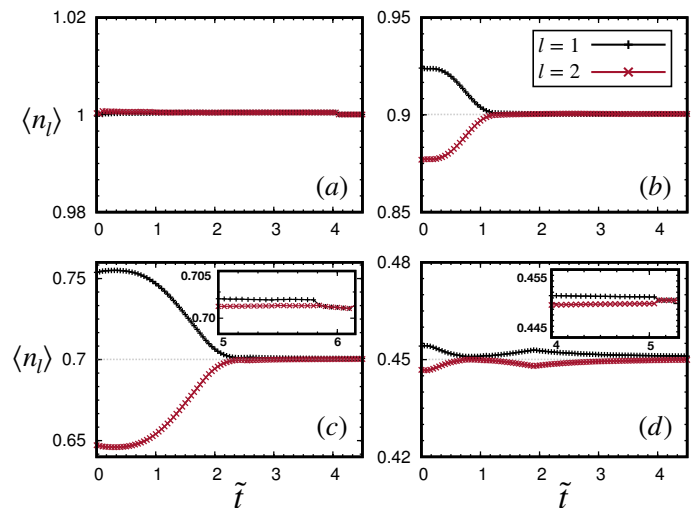 1.02
1
0.98
⟨n_l⟩
0 1 2 3 4
(a)
0.95
0.9
0.85
0 1 2 3 4
l = 1
l = 2
(b)
0.75
0.7
0.65
⟨n_l⟩
0 1 2 3 4
t̃
(c)
0.705
0.70
5 6
0.48
0.45
0.42
0 1 2 3 4
t̃
(d)
0.455
0.445
4 5